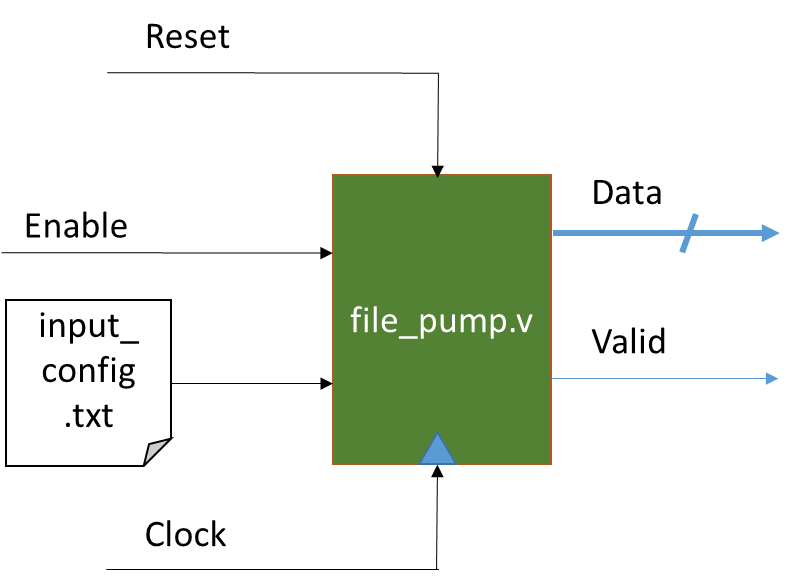 Reset
Enable
Data
input_
config
.txt
file_pump.v
Valid
Clock